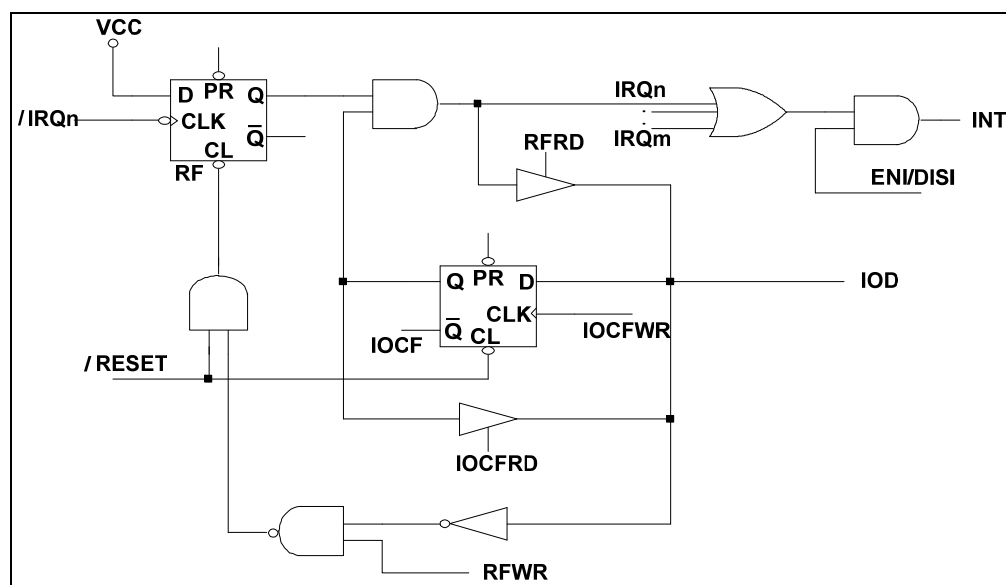 VCC
D PR Q
/ IRQn
CLK
Q
CL
RF
IRQn
:
IRQm
INT
RFRD
ENI/DISI
Q PR D
IOD
CLK
IOCF
Q
CL
IOCFWR
/ RESET
IOCFRD
RFWR